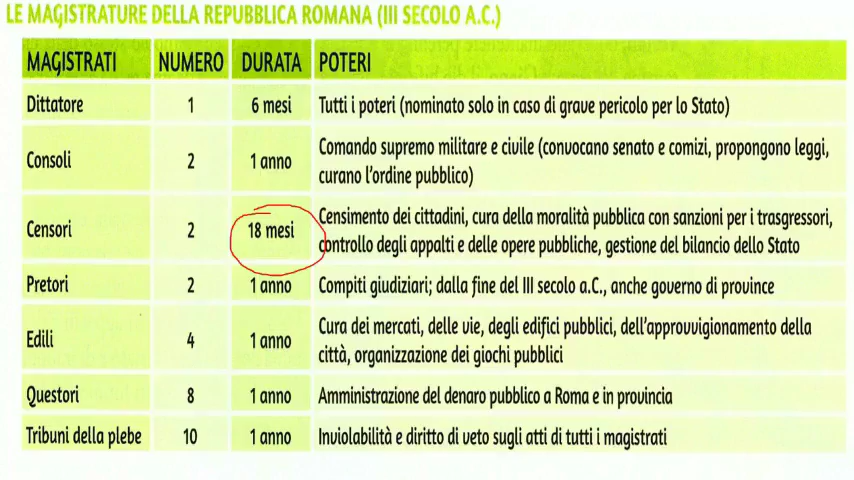 LE MAGISTRATURE DELLA REPUBBLICA ROMANA (III SECOLO A.C.)
MAGISTRATI NUMERO DURATA POTERI
Dittatore 1 6 mesi Tutti i poteri (nominato solo in caso di grave pericolo per lo Stato)
Consoli 2 1 anno Comando supremo militare e civile (convocano senato e comizi, propongono leggi,
curano l'ordine pubblico)
Censori 2 18 mesi Censimento dei cittadini, cura della moralità pubblica con sanzioni per i trasgressori,
controllo degli appalti e delle opere pubbliche, gestione del bilancio dello Stato
Pretori 2 1 anno Compiti giudiziari; dalla fine del III secolo a.C., anche governo di province
Edili 4 1 anno Cura dei mercati, delle vie, degli edifici pubblici, dell'approvvigionamento della
città, organizzazione dei giochi pubblici
Questori 8 1 anno Amministrazione del denaro pubblico a Roma e in provincia
Tribuni della plebe 10 1 anno Inviolabilità e diritto di veto sugli atti di tutti i magistrati